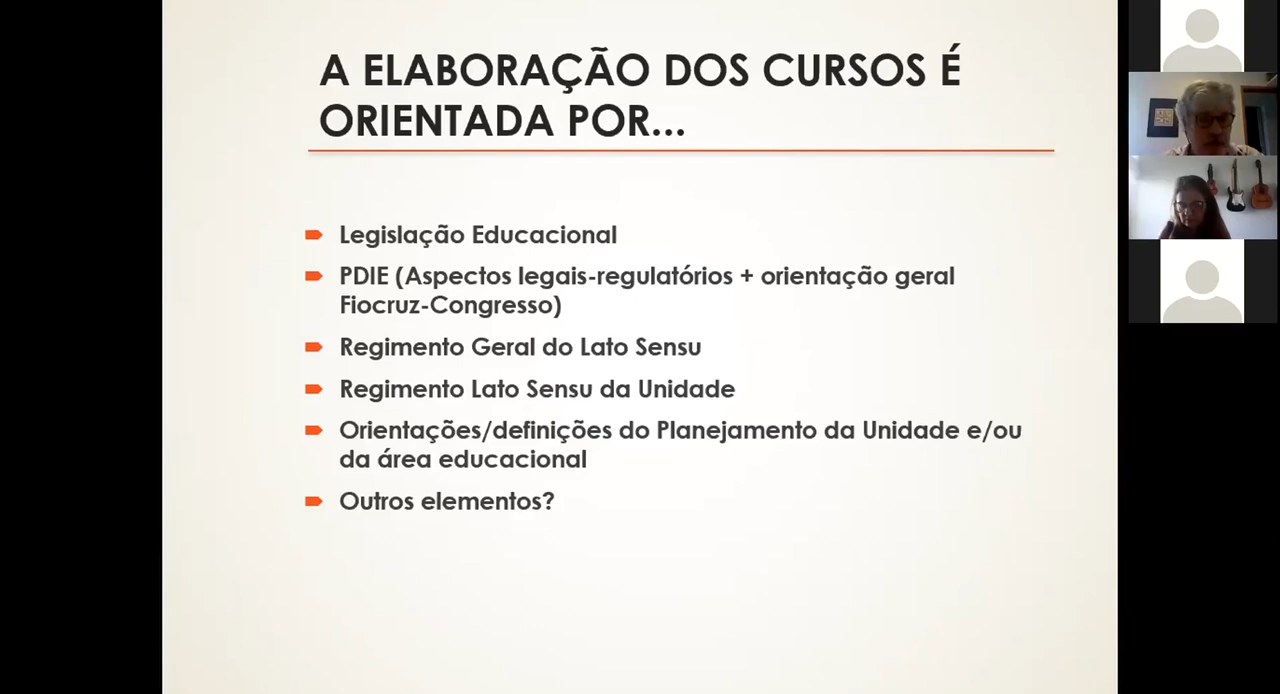 A ELABORAÇÃO DOS CURSOS É
ORIENTADA POR...
Legislação Educacional
PDIE (Aspectos legais-regulatórios + orientação geral
Fiocruz-Congresso)
Regimento Geral do Lato Sensu
Regimento Lato Sensu da Unidade
Orientações/definições do Planejamento da Unidade e/ou
da área educacional
Outros elementos?